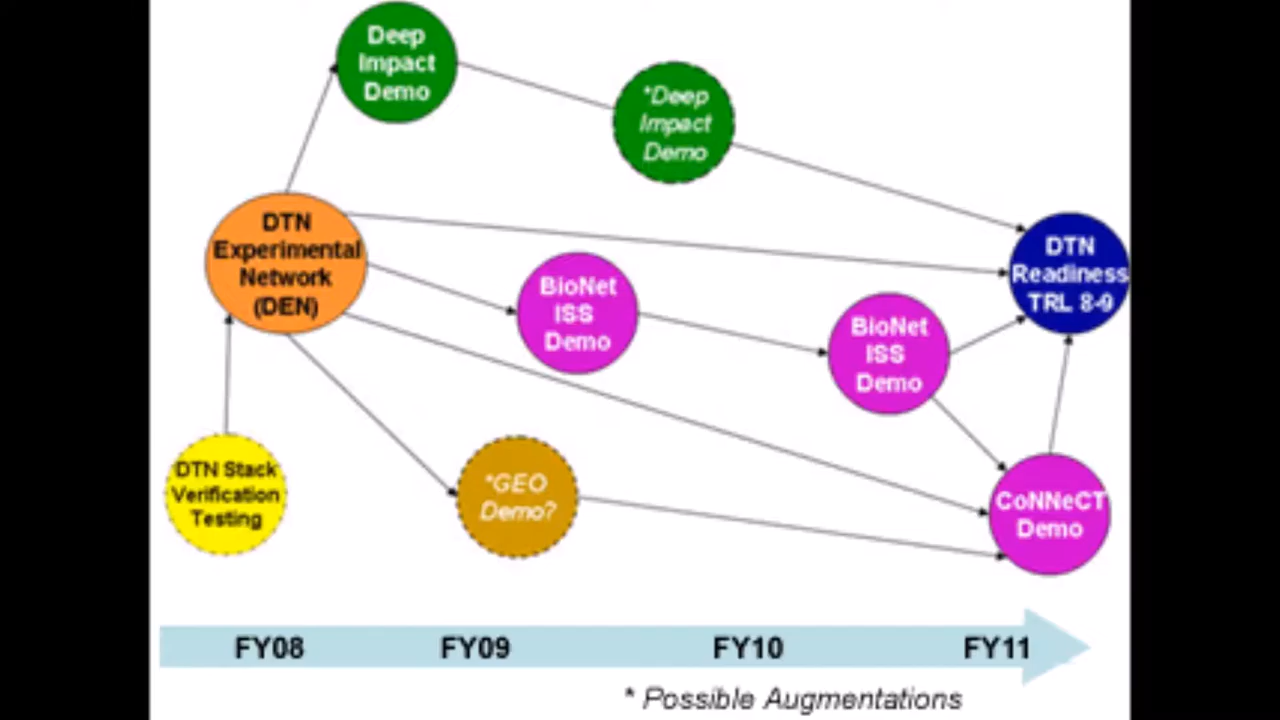 Deep
Impact
Demo
*Deep
Impact
Demo
DTN
Experimental
Network
(DEN)
DTN
Readiness
TRL 8-9
BioNet
ISS
Demo
BioNet
ISS
Demo
DTN Stack
Verification
Testing
*GEO
Demo?
CoNNeCT
Demo
FY08 FY09 FY10 FY11
* Possible Augmentations